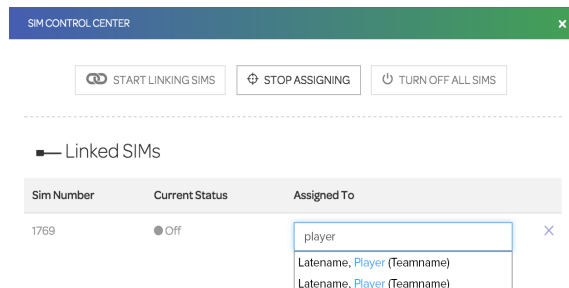 SIM CONTROL CENTER
START LINKING SIMS STOP ASSIGNING TURN OFF ALL SIMS
Linked SIMs
Sim Number Current Status Assigned To
1769 Off player
Latename, Player (Teamname)
Latename, Player (Teamname)